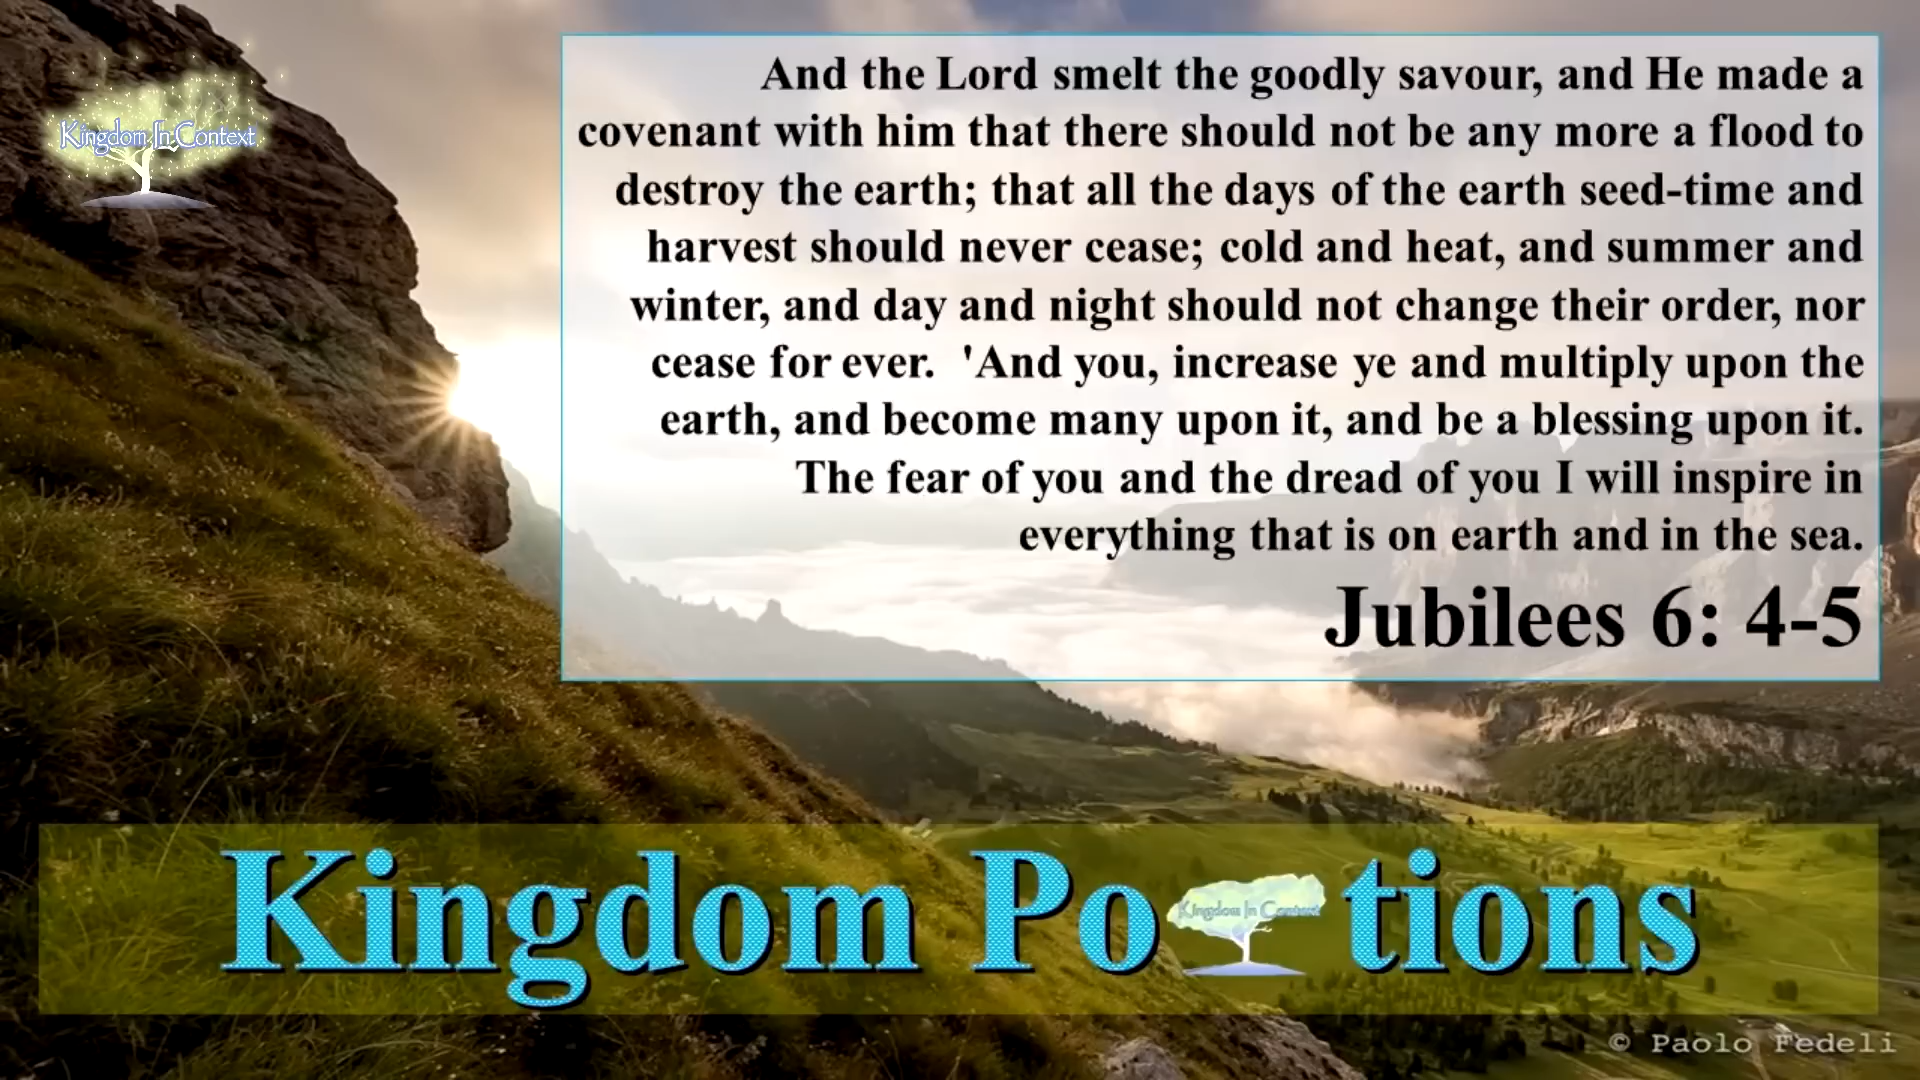 Kingdom In Context
And the Lord smelt the goodly savour, and He made a
covenant with him that there should not be any more a flood to
destroy the earth; that all the days of the earth seed-time and
harvest should never cease; cold and heat, and summer and
winter, and day and night should not change their order, nor
cease for ever.  'And you, increase ye and multiply upon the
earth, and become many upon it, and be a blessing upon it.
The fear of you and the dread of you I will inspire in
everything that is on earth and in the sea.
Jubilees 6: 4-5
Kingdom Po tions
Kingdom In Context
© Paolo Fedeli